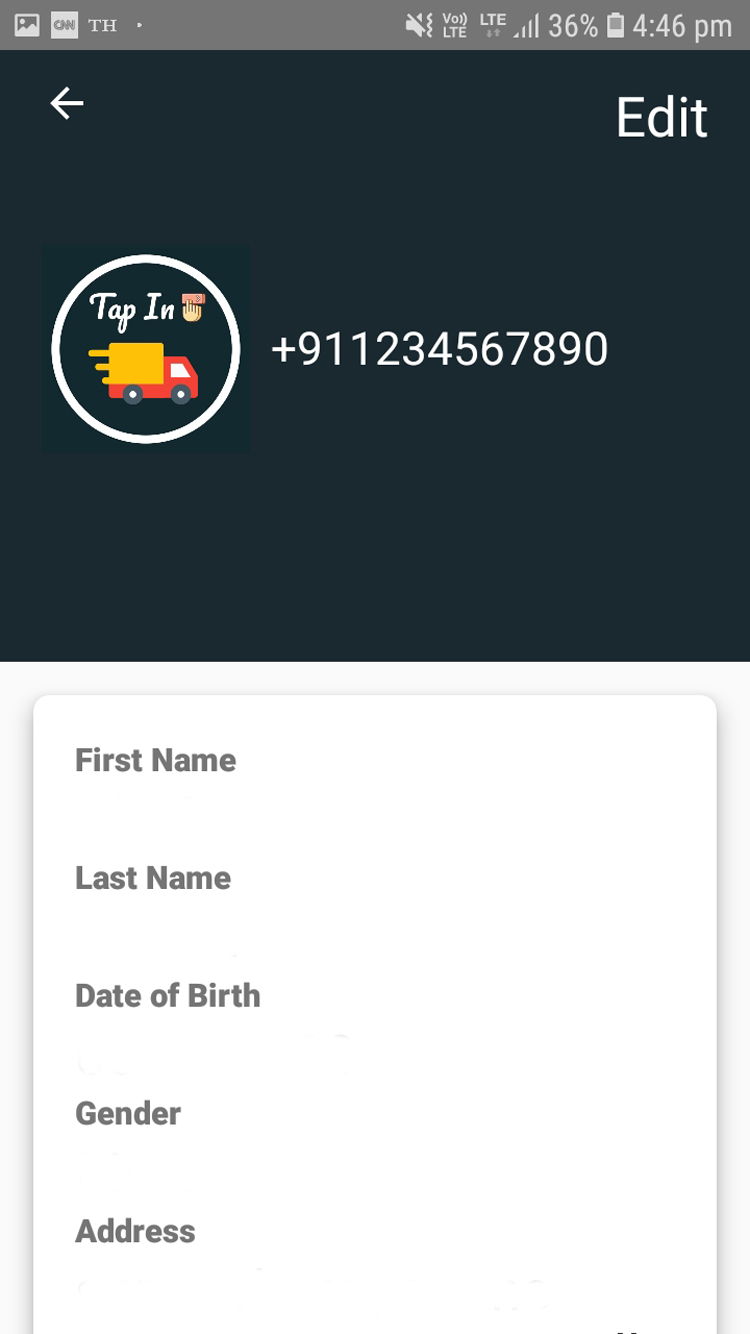 CNN TH Vo)) LTE LTE 36% 4:46 pm
Edit
Tap In
+911234567890
First Name
Last Name
Date of Birth
Gender
Address